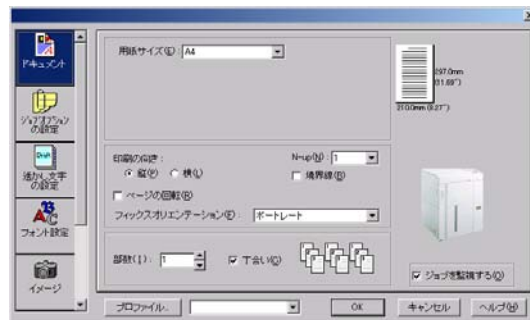 ドキュメント
ジョブオプション
の設定
Draft
透かし文字
の設定
フォント設定
イメージ
用紙サイズ(E): A4
297.0mm
(11.69")
210.0mm (8.27")
印刷の向き:
縦(P) 横(L)
N-up(N): 1
境界線(B)
ページの回転(R)
フィックスオリエンテーション(E): ポートレート
部数(I): 1
丁合い(C)
ジョブを監視する(O)
プロファイル..
OK
キャンセル
ヘルプ(H)